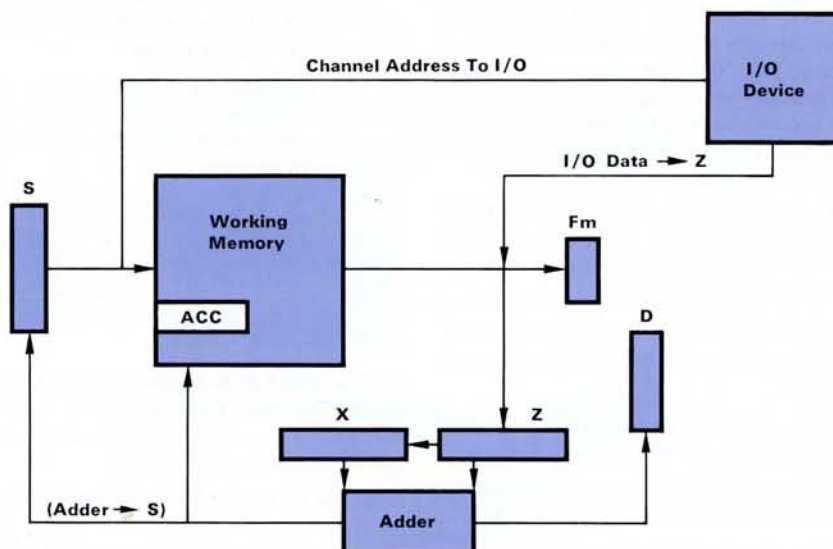 Channel Address To I/O
I/O
Device
I/O Data → Z
S
Working
Memory
Fm
ACC
D
X
Z
(Adder → S)
Adder